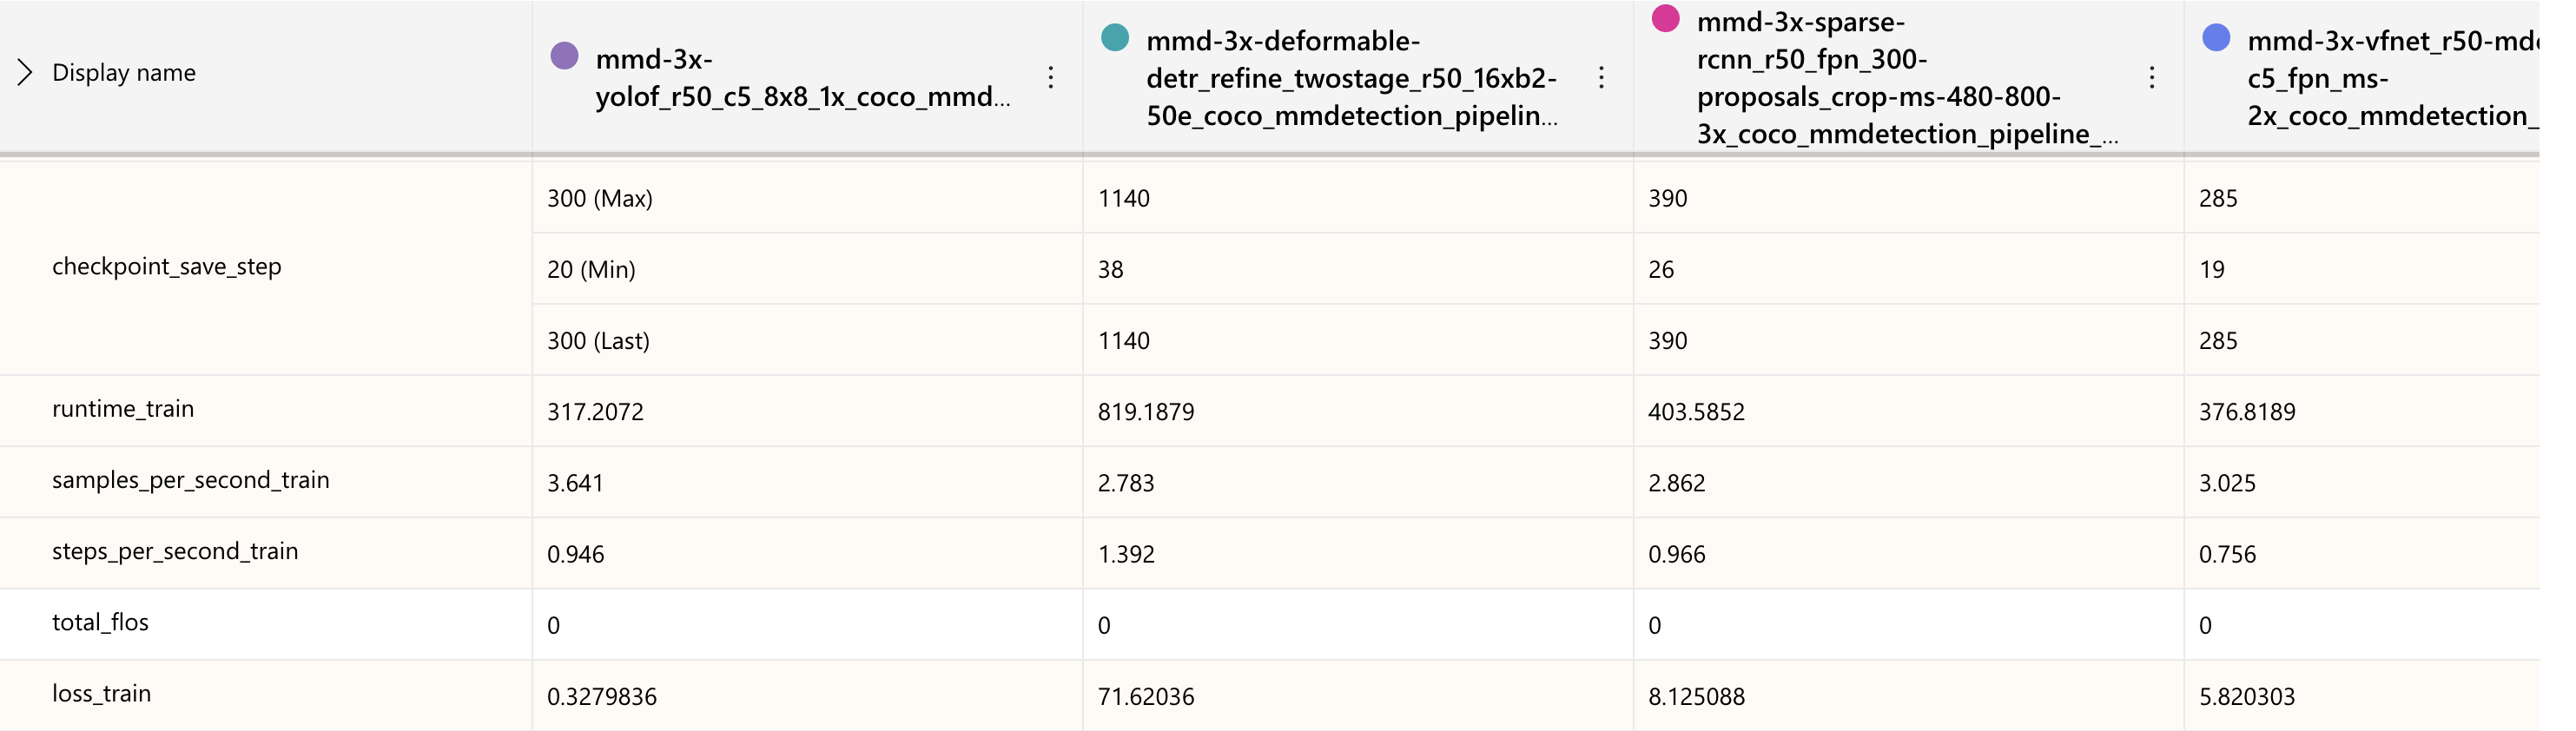 Display name
mmd-3x-
yolof_r50_c5_8x8_1x_coco_mmd...
mmd-3x-deformable-
detr_refine_twostage_r50_16xb2-
50e_coco_mmdetection_pipelin...
mmd-3x-sparse-
rcnn_r50_fpn_300-
proposals_crop-ms-480-800-
3x_coco_mmdetection_pipeline_...
mmd-3x-vfnet_r50-md
c5_fpn_ms-
2x_coco_mmdetection_
checkpoint_save_step
300 (Max) 1140 390 285
20 (Min) 38 26 19
300 (Last) 1140 390 285
runtime_train 317.2072 819.1879 403.5852 376.8189
samples_per_second_train 3.641 2.783 2.862 3.025
steps_per_second_train 0.946 1.392 0.966 0.756
total_flos 0 0 0 0
loss_train 0.3279836 71.62036 8.125088 5.820303